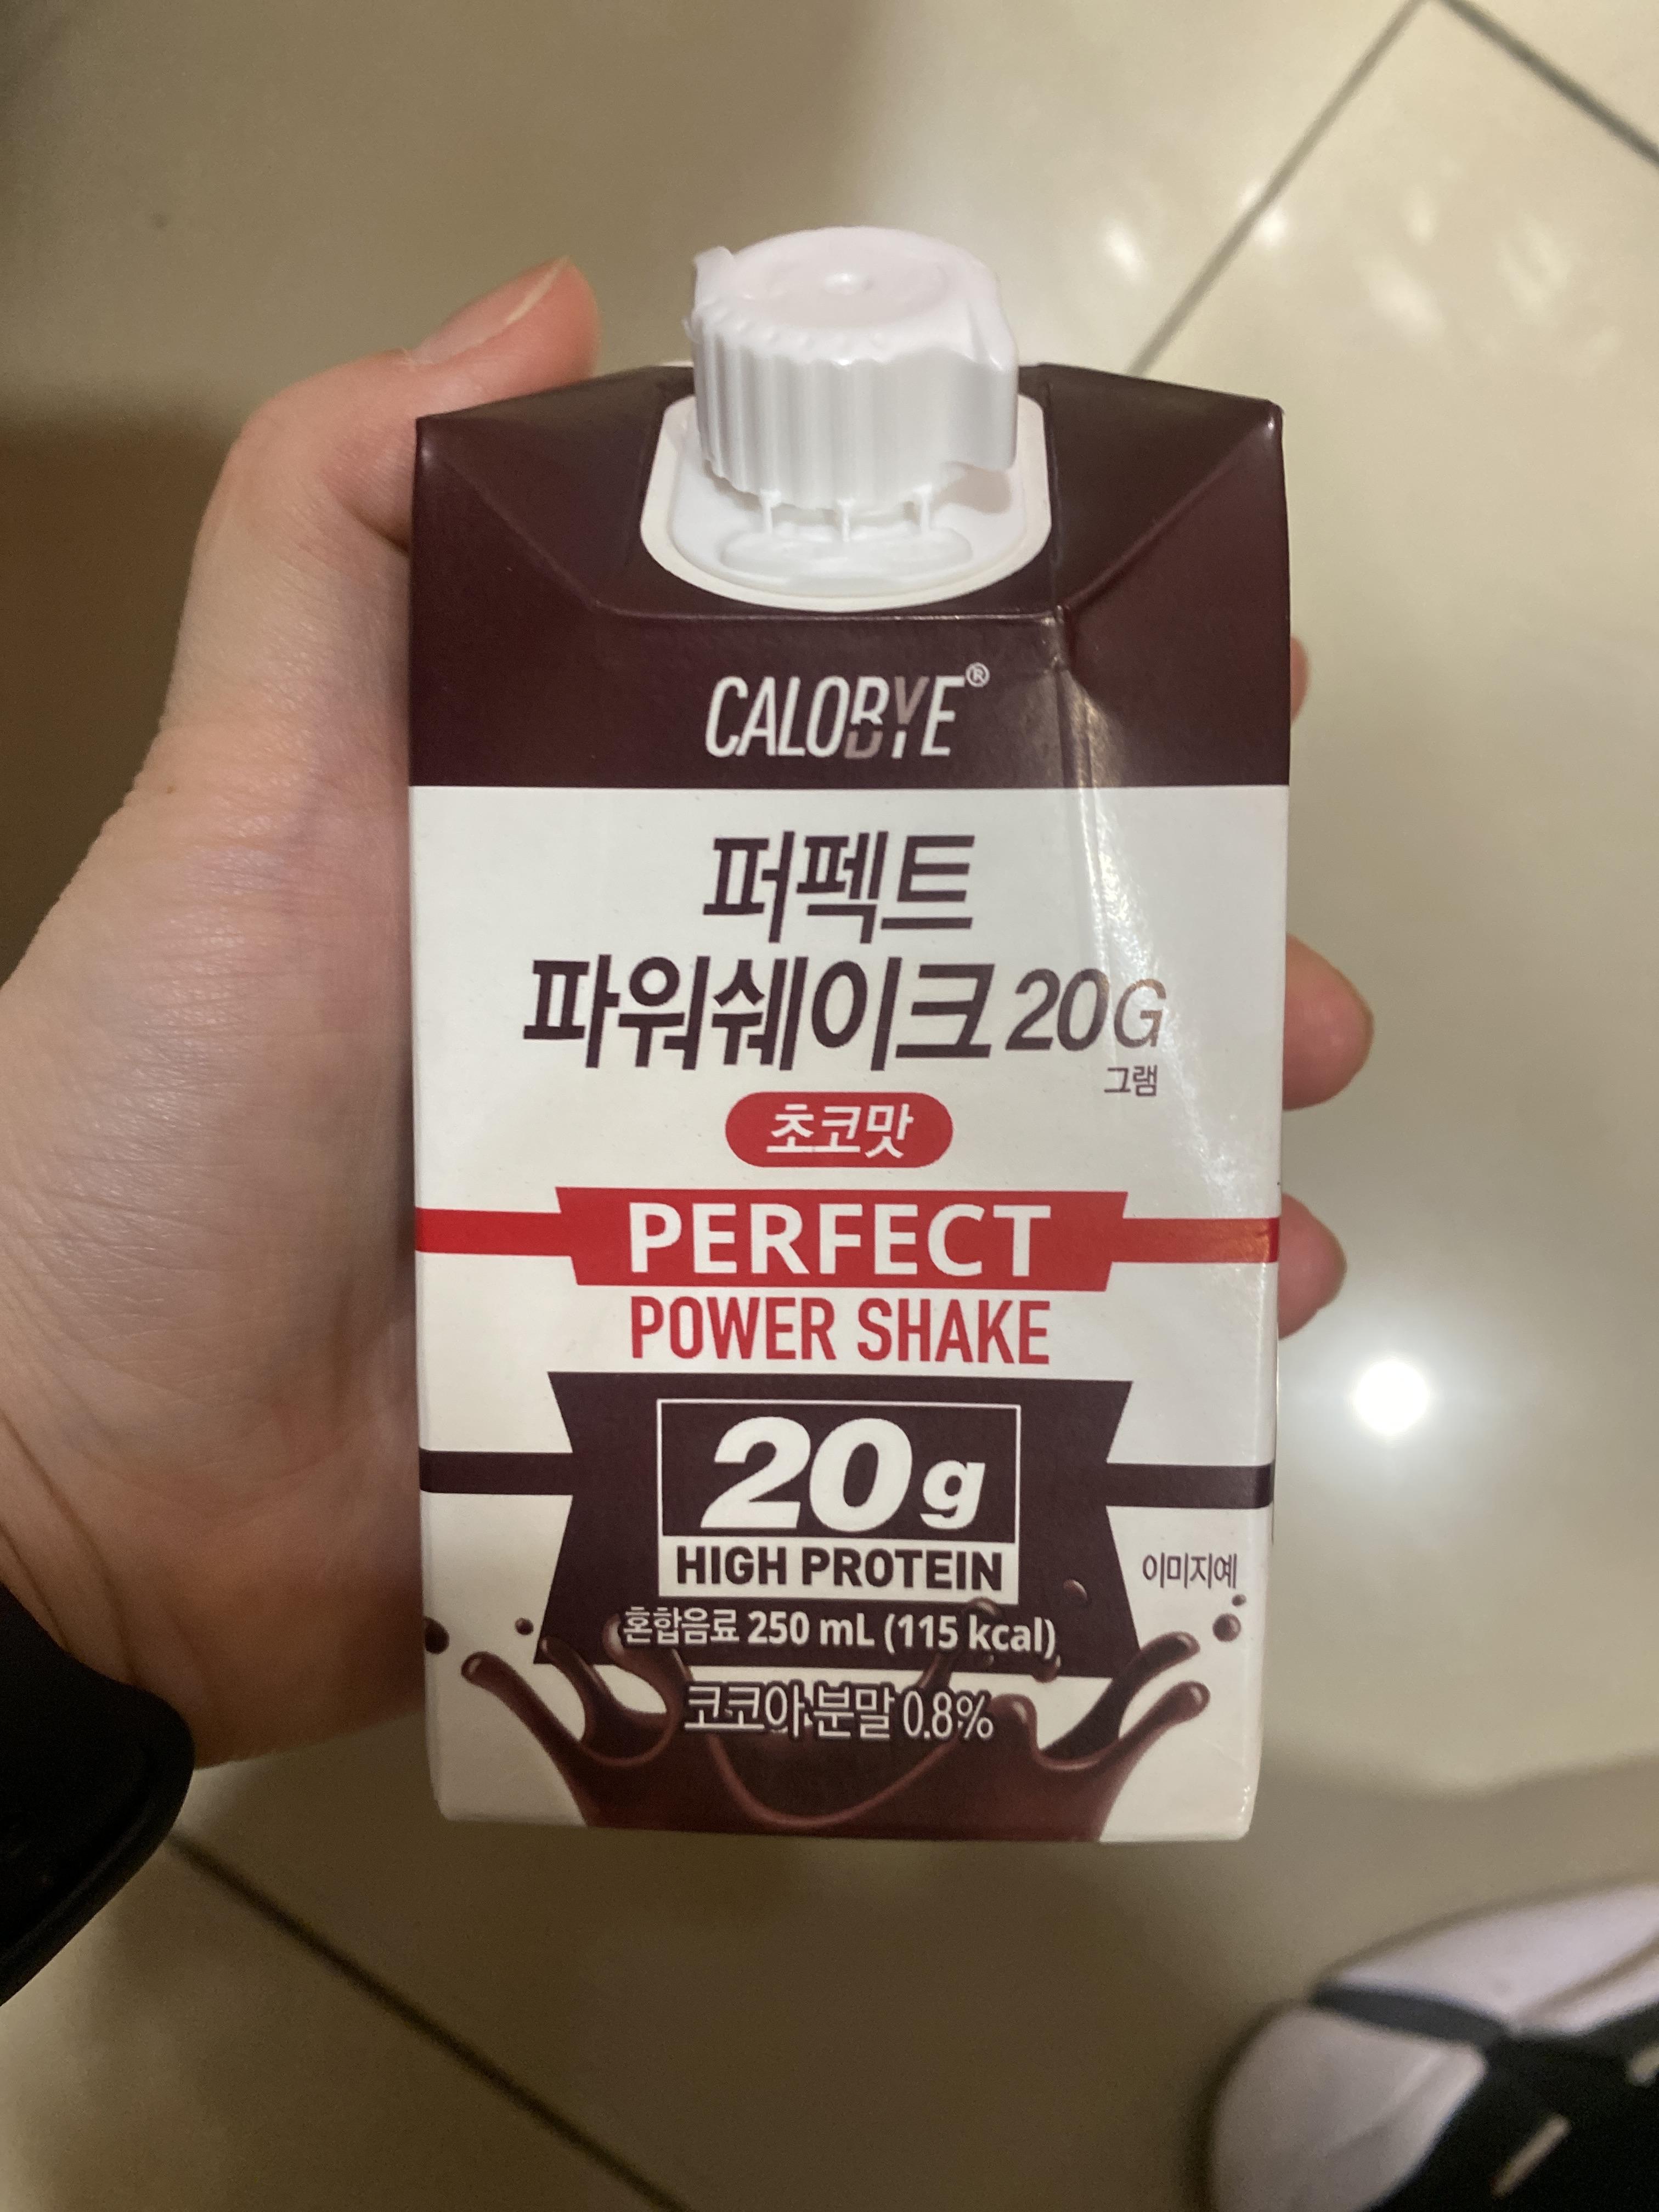 CALOBYE®
퍼펙트
파워쉐이크 20G
그램
초코맛
PERFECT
POWER SHAKE
20g
HIGH PROTEIN
이미지예
혼합음료 250 mL (115 kcal)
코코아분말 0.8%